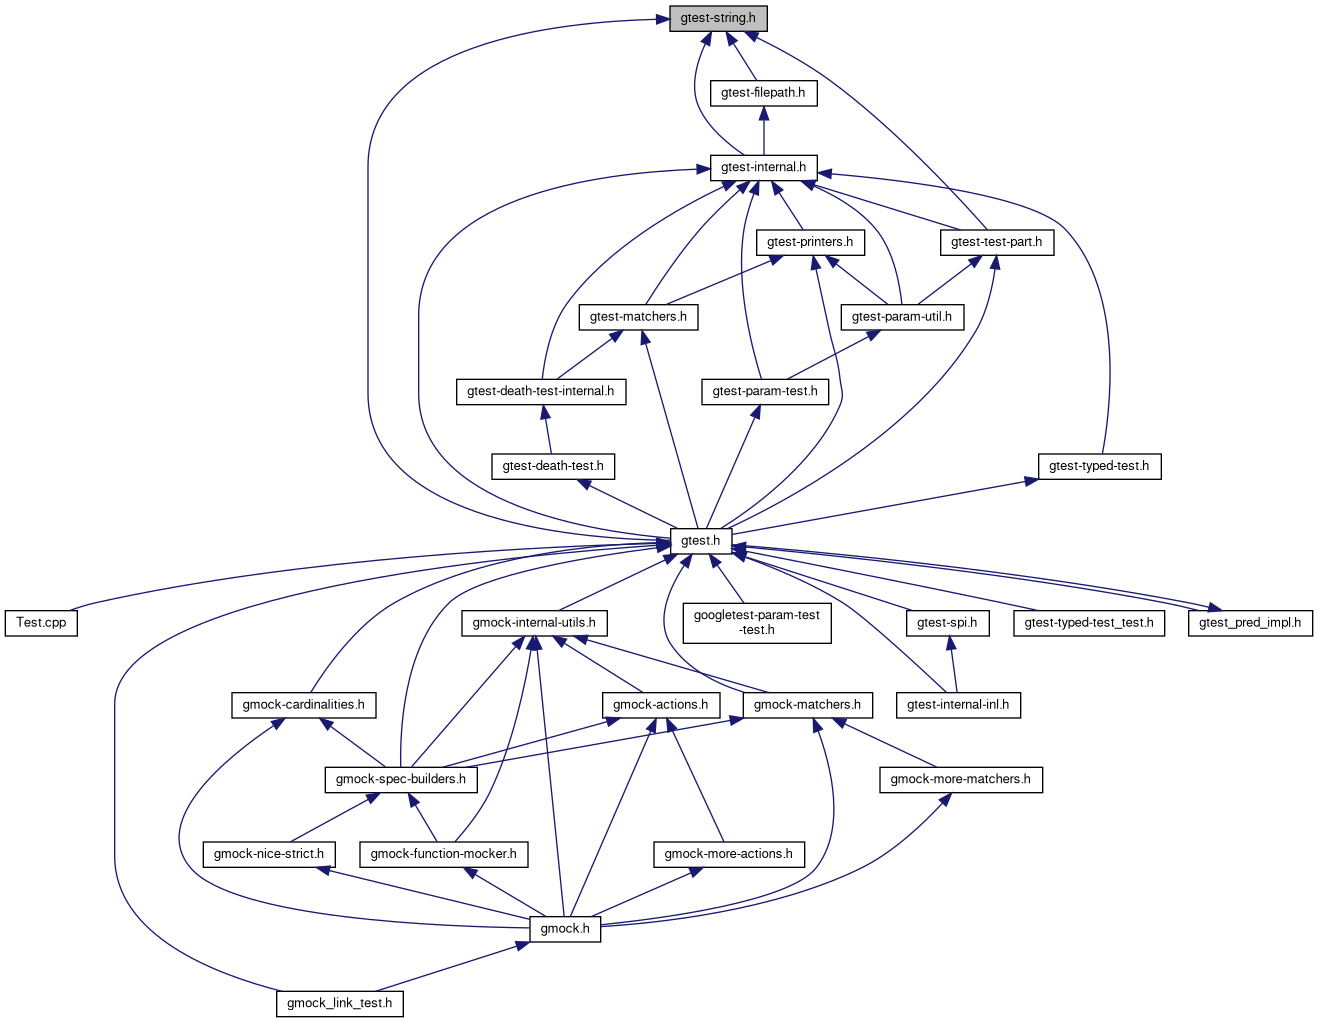 gtest-string.h
gtest-filepath.h
gtest-internal.h
gtest-printers.h
gtest-test-part.h
gtest-matchers.h
gtest-param-util.h
gtest-death-test-internal.h
gtest-param-test.h
gtest-death-test.h
gtest-typed-test.h
gtest.h
Test.cpp
gmock-internal-utils.h
googletest-param-test
-test.h
gtest-spi.h
gtest-typed-test_test.h
gtest_pred_impl.h
gmock-cardinalities.h
gmock-actions.h
gmock-matchers.h
gtest-internal-inl.h
gmock-spec-builders.h
gmock-more-matchers.h
gmock-nice-strict.h
gmock-function-mocker.h
gmock-more-actions.h
gmock.h
gmock_link_test.h